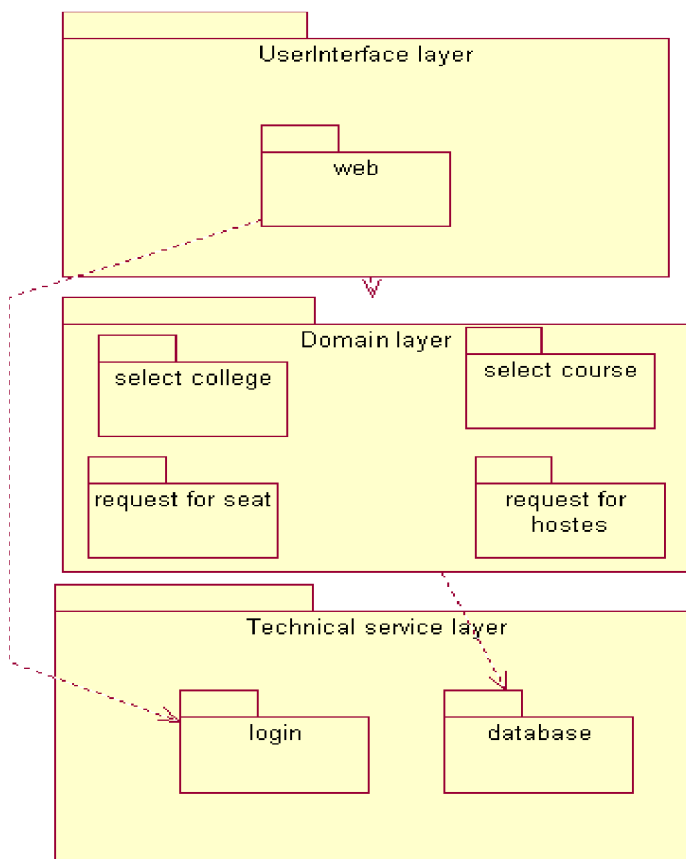 UserInterface layer
web
Domain layer
select college
select course
request for seat
request for
hostes
Technical service layer
login
database